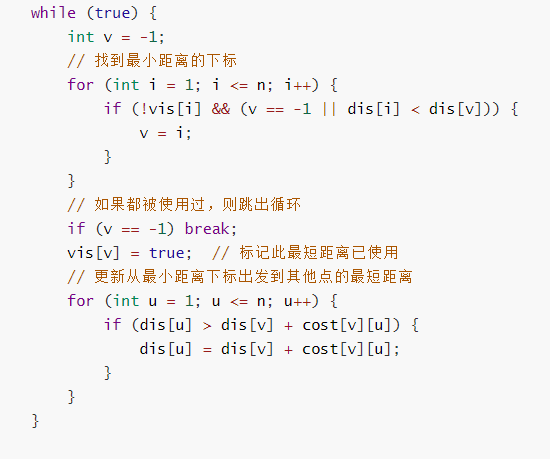 while (true) {
    int v = -1;
    // 找到最小距离的下标
    for (int i = 1; i <= n; i++) {
        if (!vis[i] && (v == -1 || dis[i] < dis[v])) {
            v = i;
        }
    }
    // 如果都被使用过，则跳出循环
    if (v == -1) break;
    vis[v] = true;  // 标记此最短距离已使用
    // 更新从最小距离下标出发到其他点的最短距离
    for (int u = 1; u <= n; u++) {
        if (dis[u] > dis[v] + cost[v][u]) {
            dis[u] = dis[v] + cost[v][u];
        }
    }
}